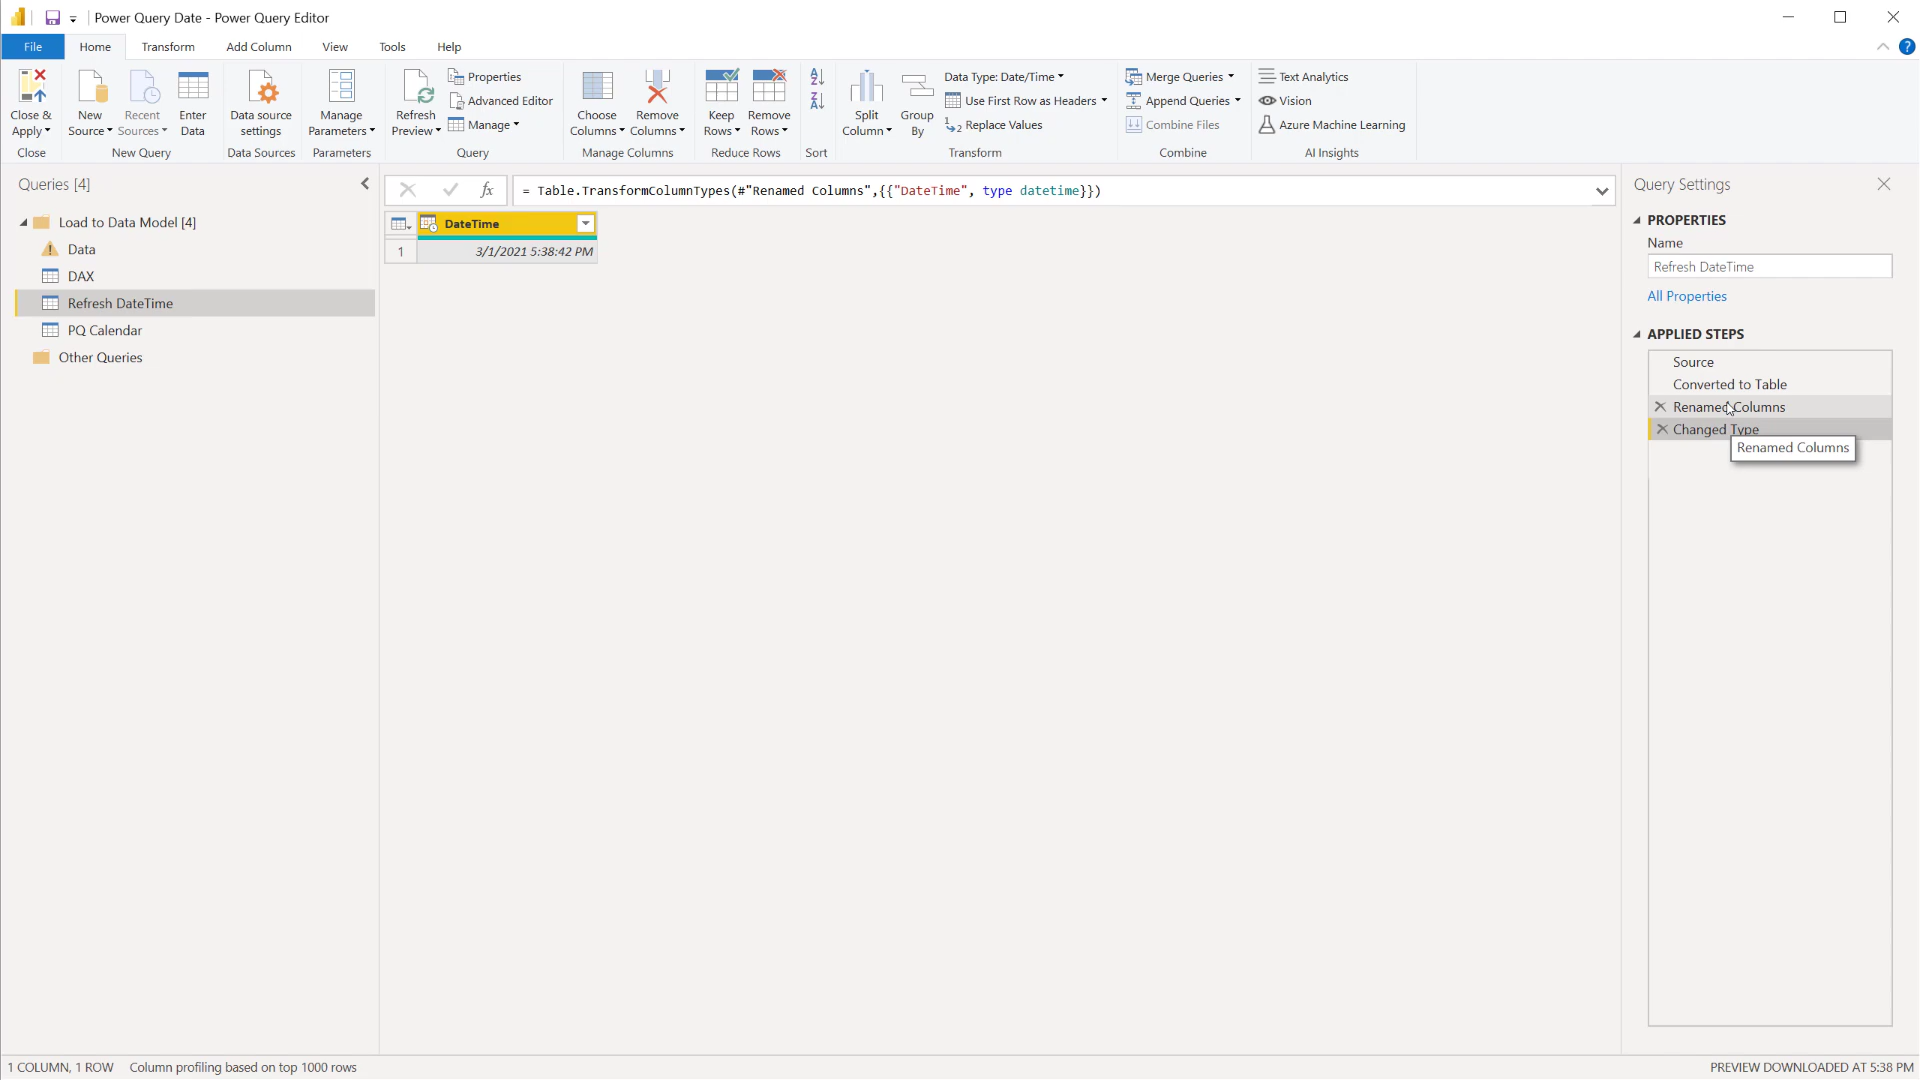 Power Query Date - Power Query Editor
File
Home
Transform
Add Column
View
Tools
Help
Close &
Apply
New
Source
Recent
Sources
Enter
Data
Data source
settings
Manage
Parameters
Refresh
Preview
Properties
Advanced Editor
Manage
Choose
Columns
Remove
Columns
Keep
Rows
Remove
Rows
Split
Column
Group
By
Data Type: Date/Time
Use First Row as Headers
Replace Values
Merge Queries
Append Queries
Combine Files
Text Analytics
Vision
Azure Machine Learning
Close
New Query
Data Sources
Parameters
Query
Manage Columns
Reduce Rows
Sort
Transform
Combine
AI Insights
Queries [4]
Load to Data Model [4]
Data
DAX
Refresh DateTime
PQ Calendar
Other Queries
fx
= Table.TransformColumnTypes(#"Renamed Columns",{{"DateTime", type datetime}})
DateTime
1
3/1/2021 5:38:42 PM
Query Settings
PROPERTIES
Name
Refresh DateTime
All Properties
APPLIED STEPS
Source
Converted to Table
Renamed Columns
Changed Type
Renamed Columns
1 COLUMN, 1 ROW
Column profiling based on top 1000 rows
PREVIEW DOWNLOADED AT 5:38 PM